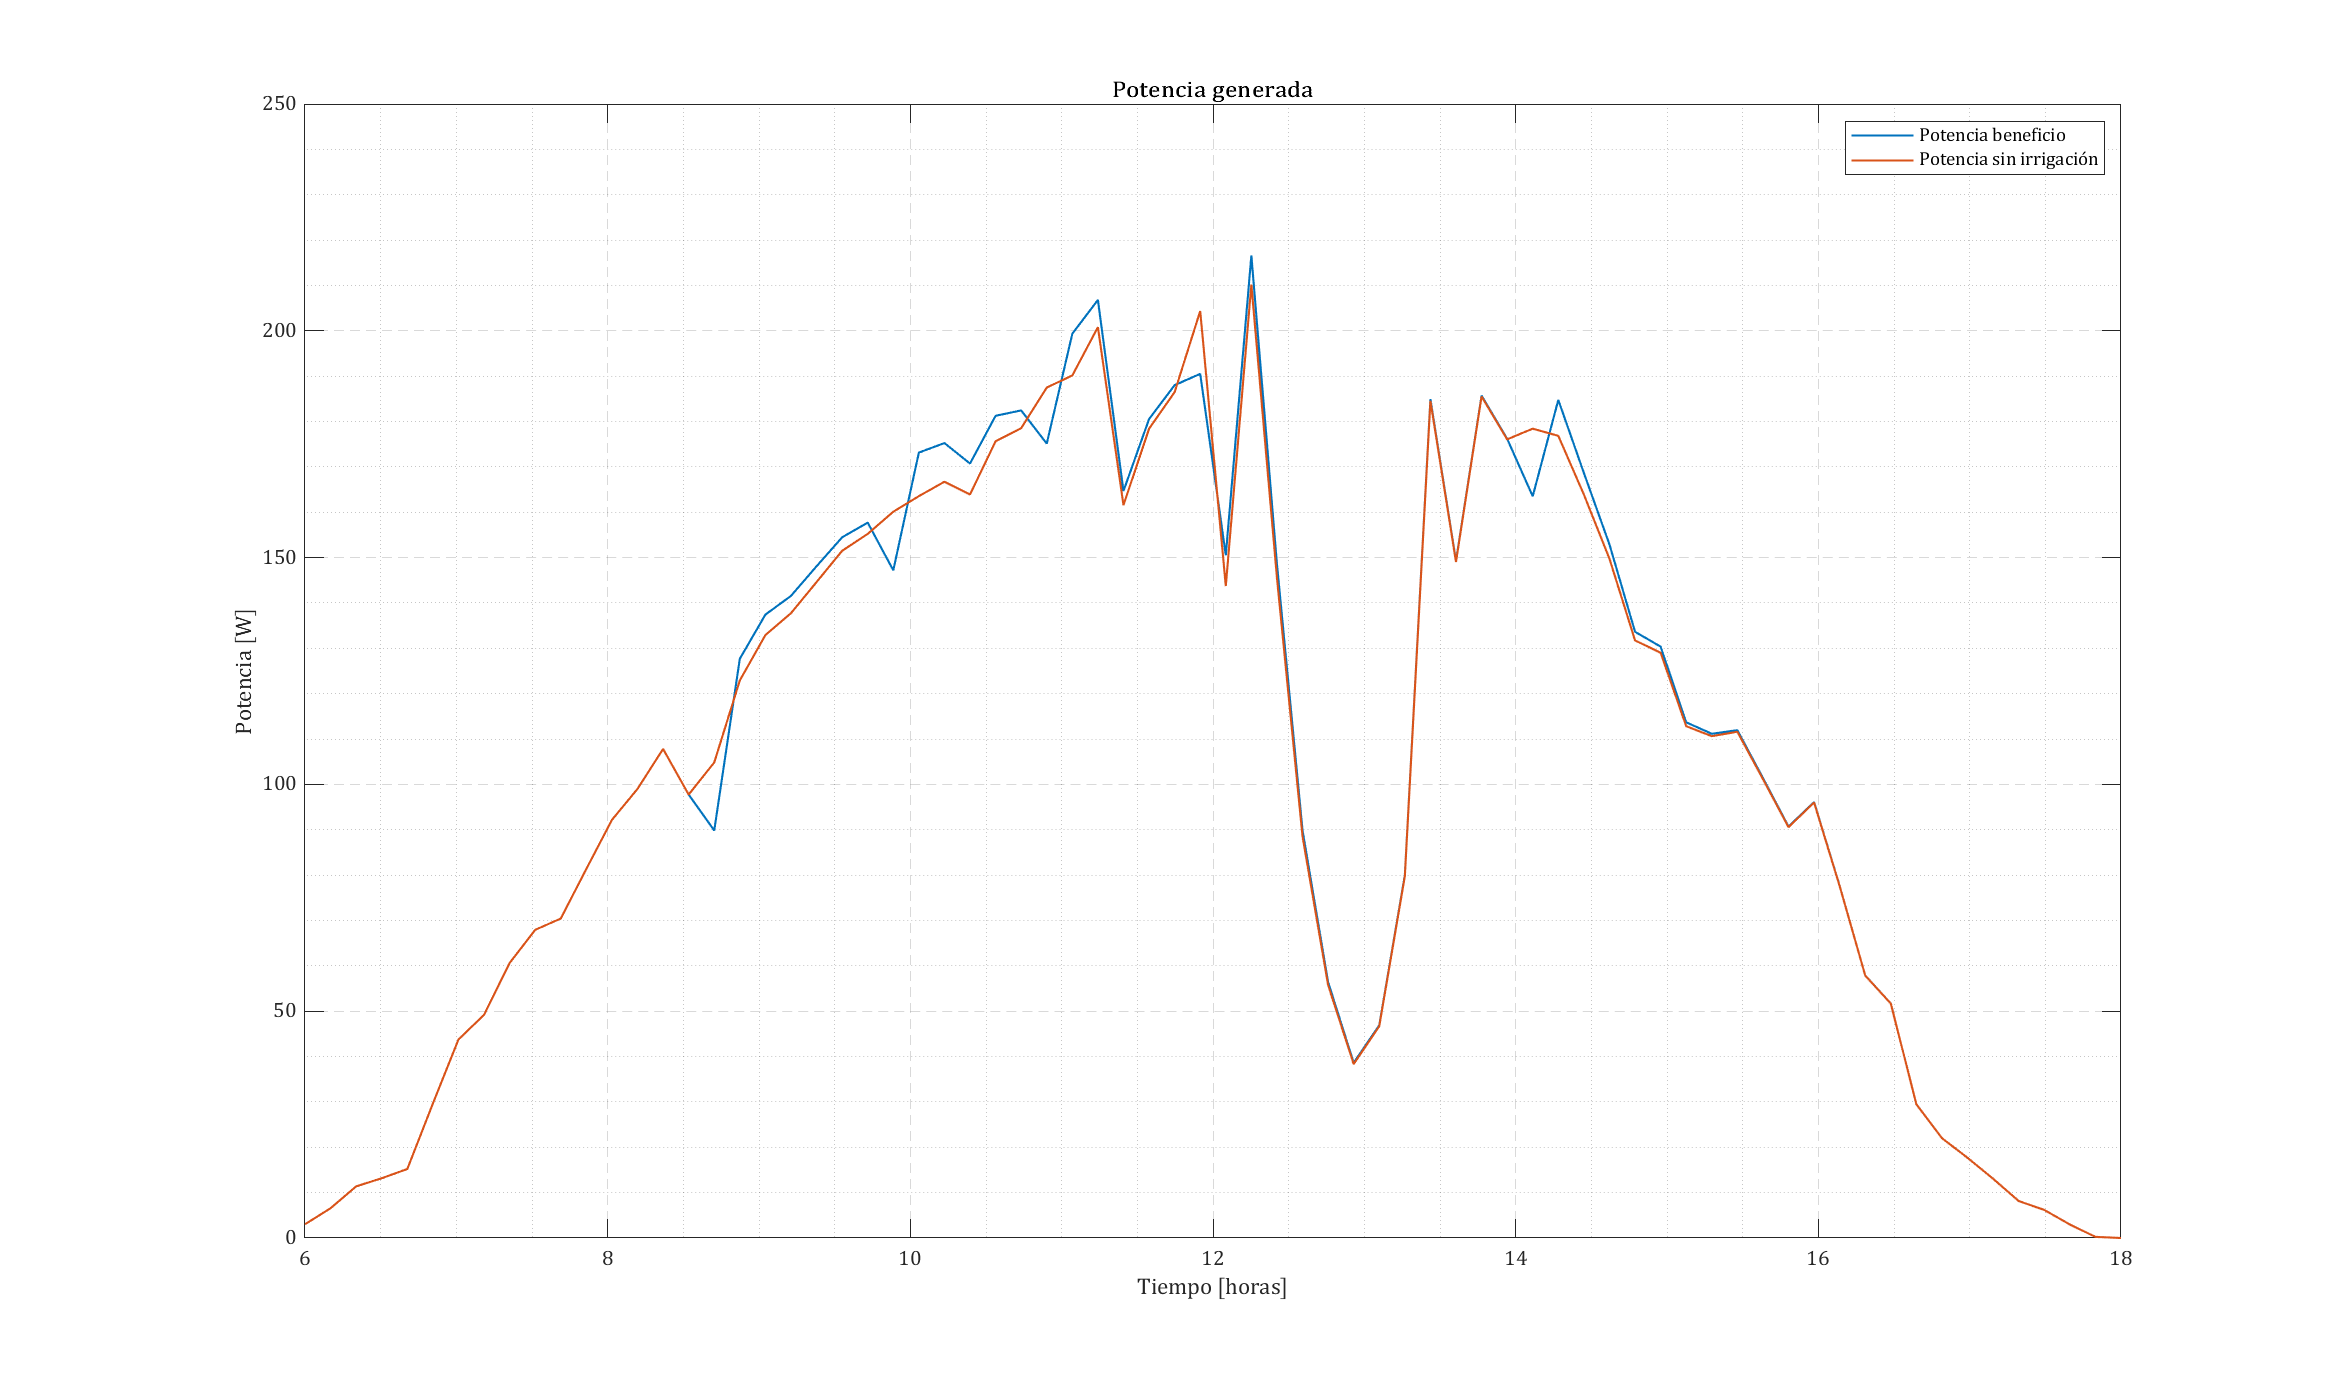 Potencia generada
250
200
150
100
50
0
Potencia [W]
Potencia beneficio
Potencia sin irrigación
6 8 10 12 14 16 18
Tiempo [horas]